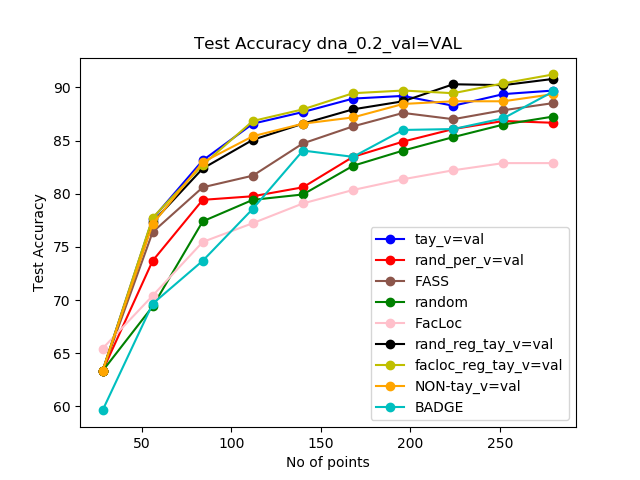 Test Accuracy dna_0.2_val=VAL
90
85
80
75
70
65
60
Test Accuracy
50
100
150
200
250
No of points
tay_v=val
rand_per_v=val
FASS
random
FacLoc
rand_reg_tay_v=val
facloc_reg_tay_v=val
NON-tay_v=val
BADGE